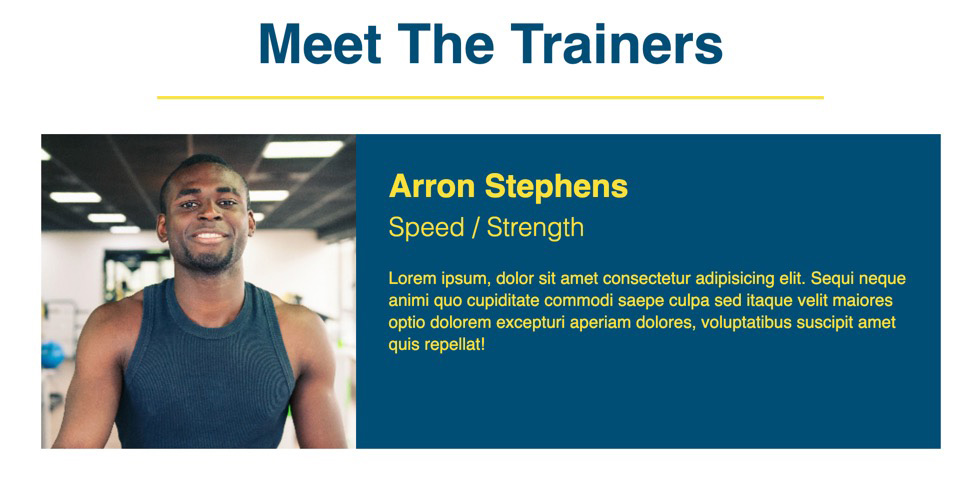 Meet The Trainers
Arron Stephens
Speed / Strength
Lorem ipsum, dolor sit amet consectetur adipisicing elit. Sequi neque
animi quo cupiditate commodi saepe culpa sed itaque velit maiores
optio dolorem excepturi aperiam dolores, voluptatibus suscipit amet
quis repellat!